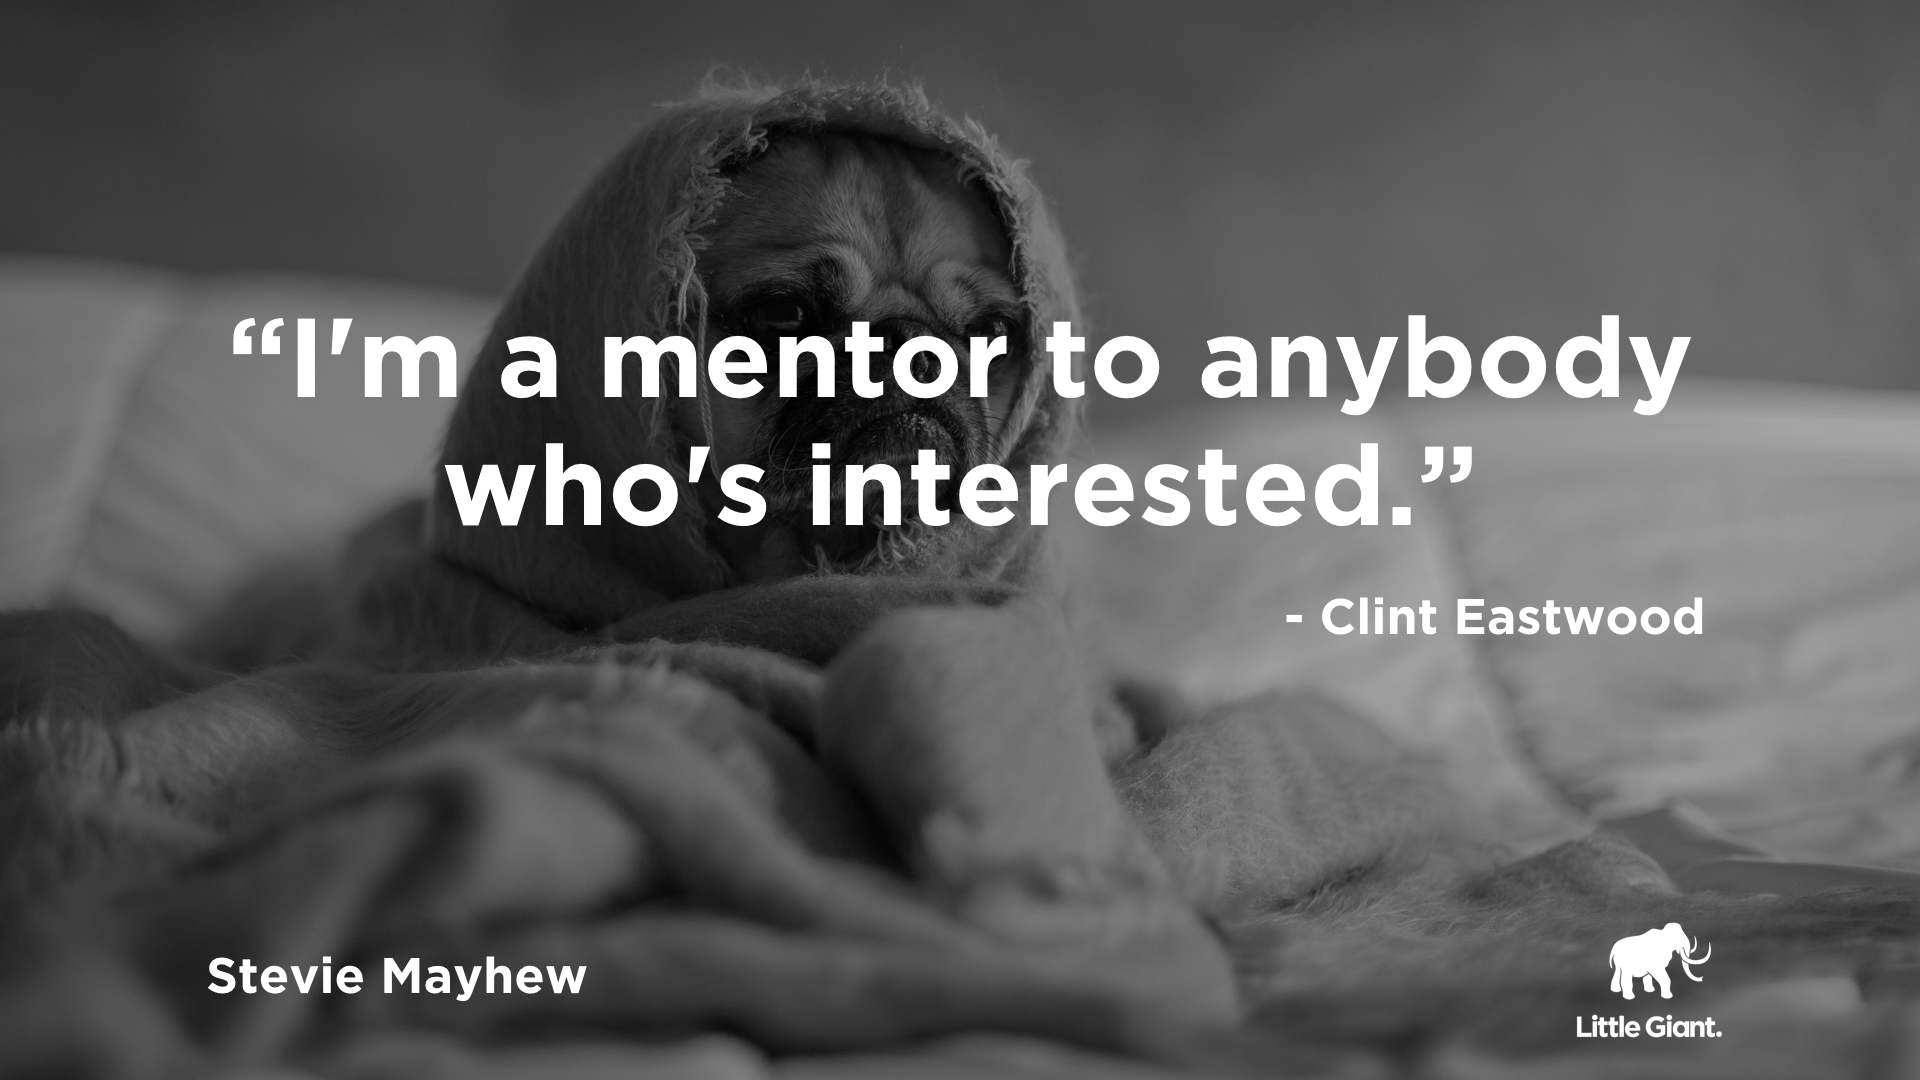 “I'm a mentor to anybody
who's interested.”
- Clint Eastwood
Stevie Mayhew
Little Giant.